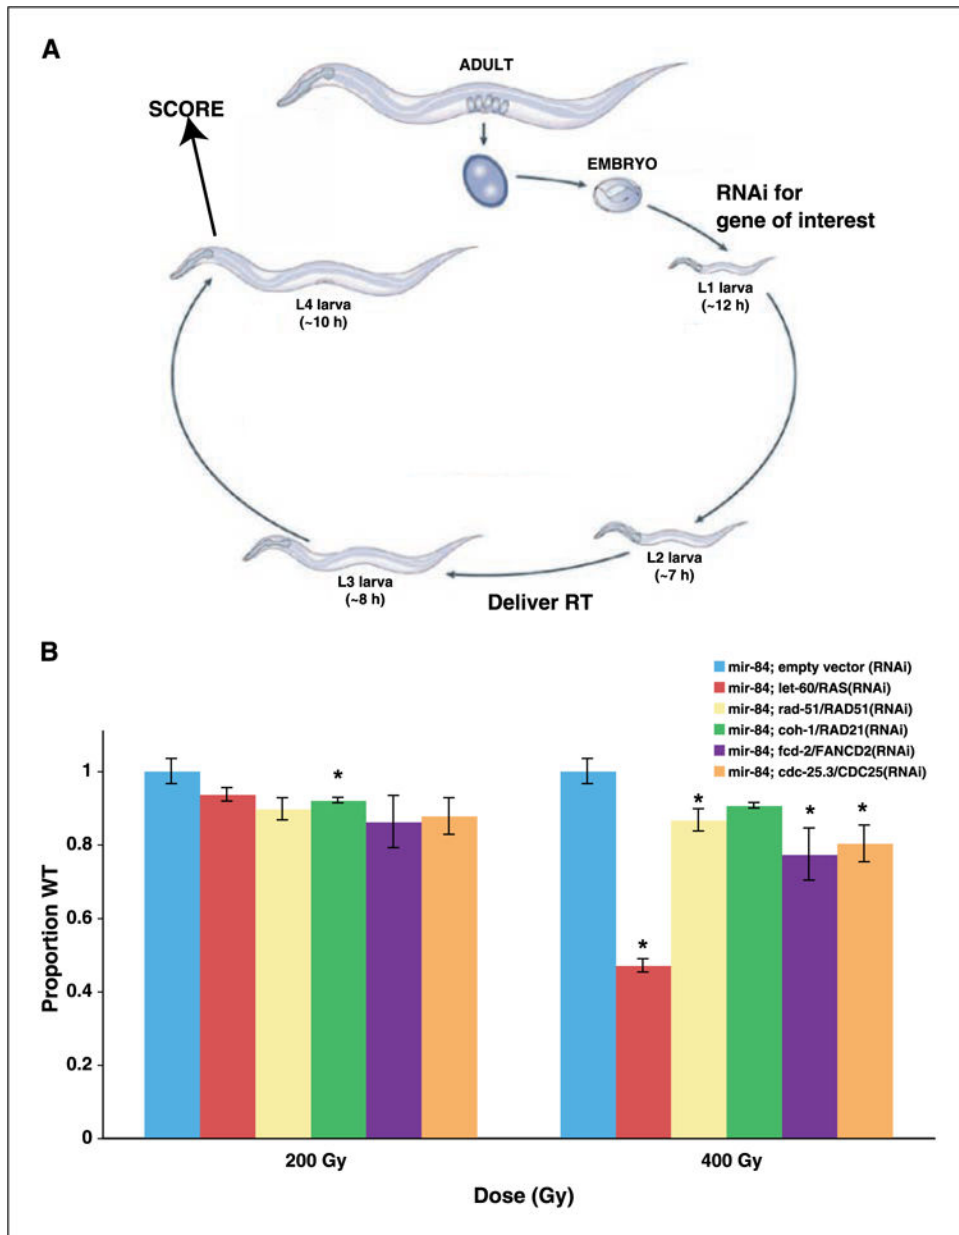 A
ADULT
SCORE
EMBRYO
RNAi for
gene of interest
L1 larva
(~12 h)
L4 larva
(~10 h)
L2 larva
(~7 h)
L3 larva
(~8 h)
Deliver RT
B
mir-84; empty vector (RNAi)
mir-84; let-60/RAS(RNAi)
mir-84; rad-51/RAD51(RNAi)
mir-84; coh-1/RAD21(RNAi)
mir-84; fcd-2/FANCD2(RNAi)
mir-84; cdc-25.3/CDC25(RNAi)
Proportion WT
1
0.8
0.6
0.4
0.2
0
*
*
*
*
*
200 Gy
400 Gy
Dose (Gy)